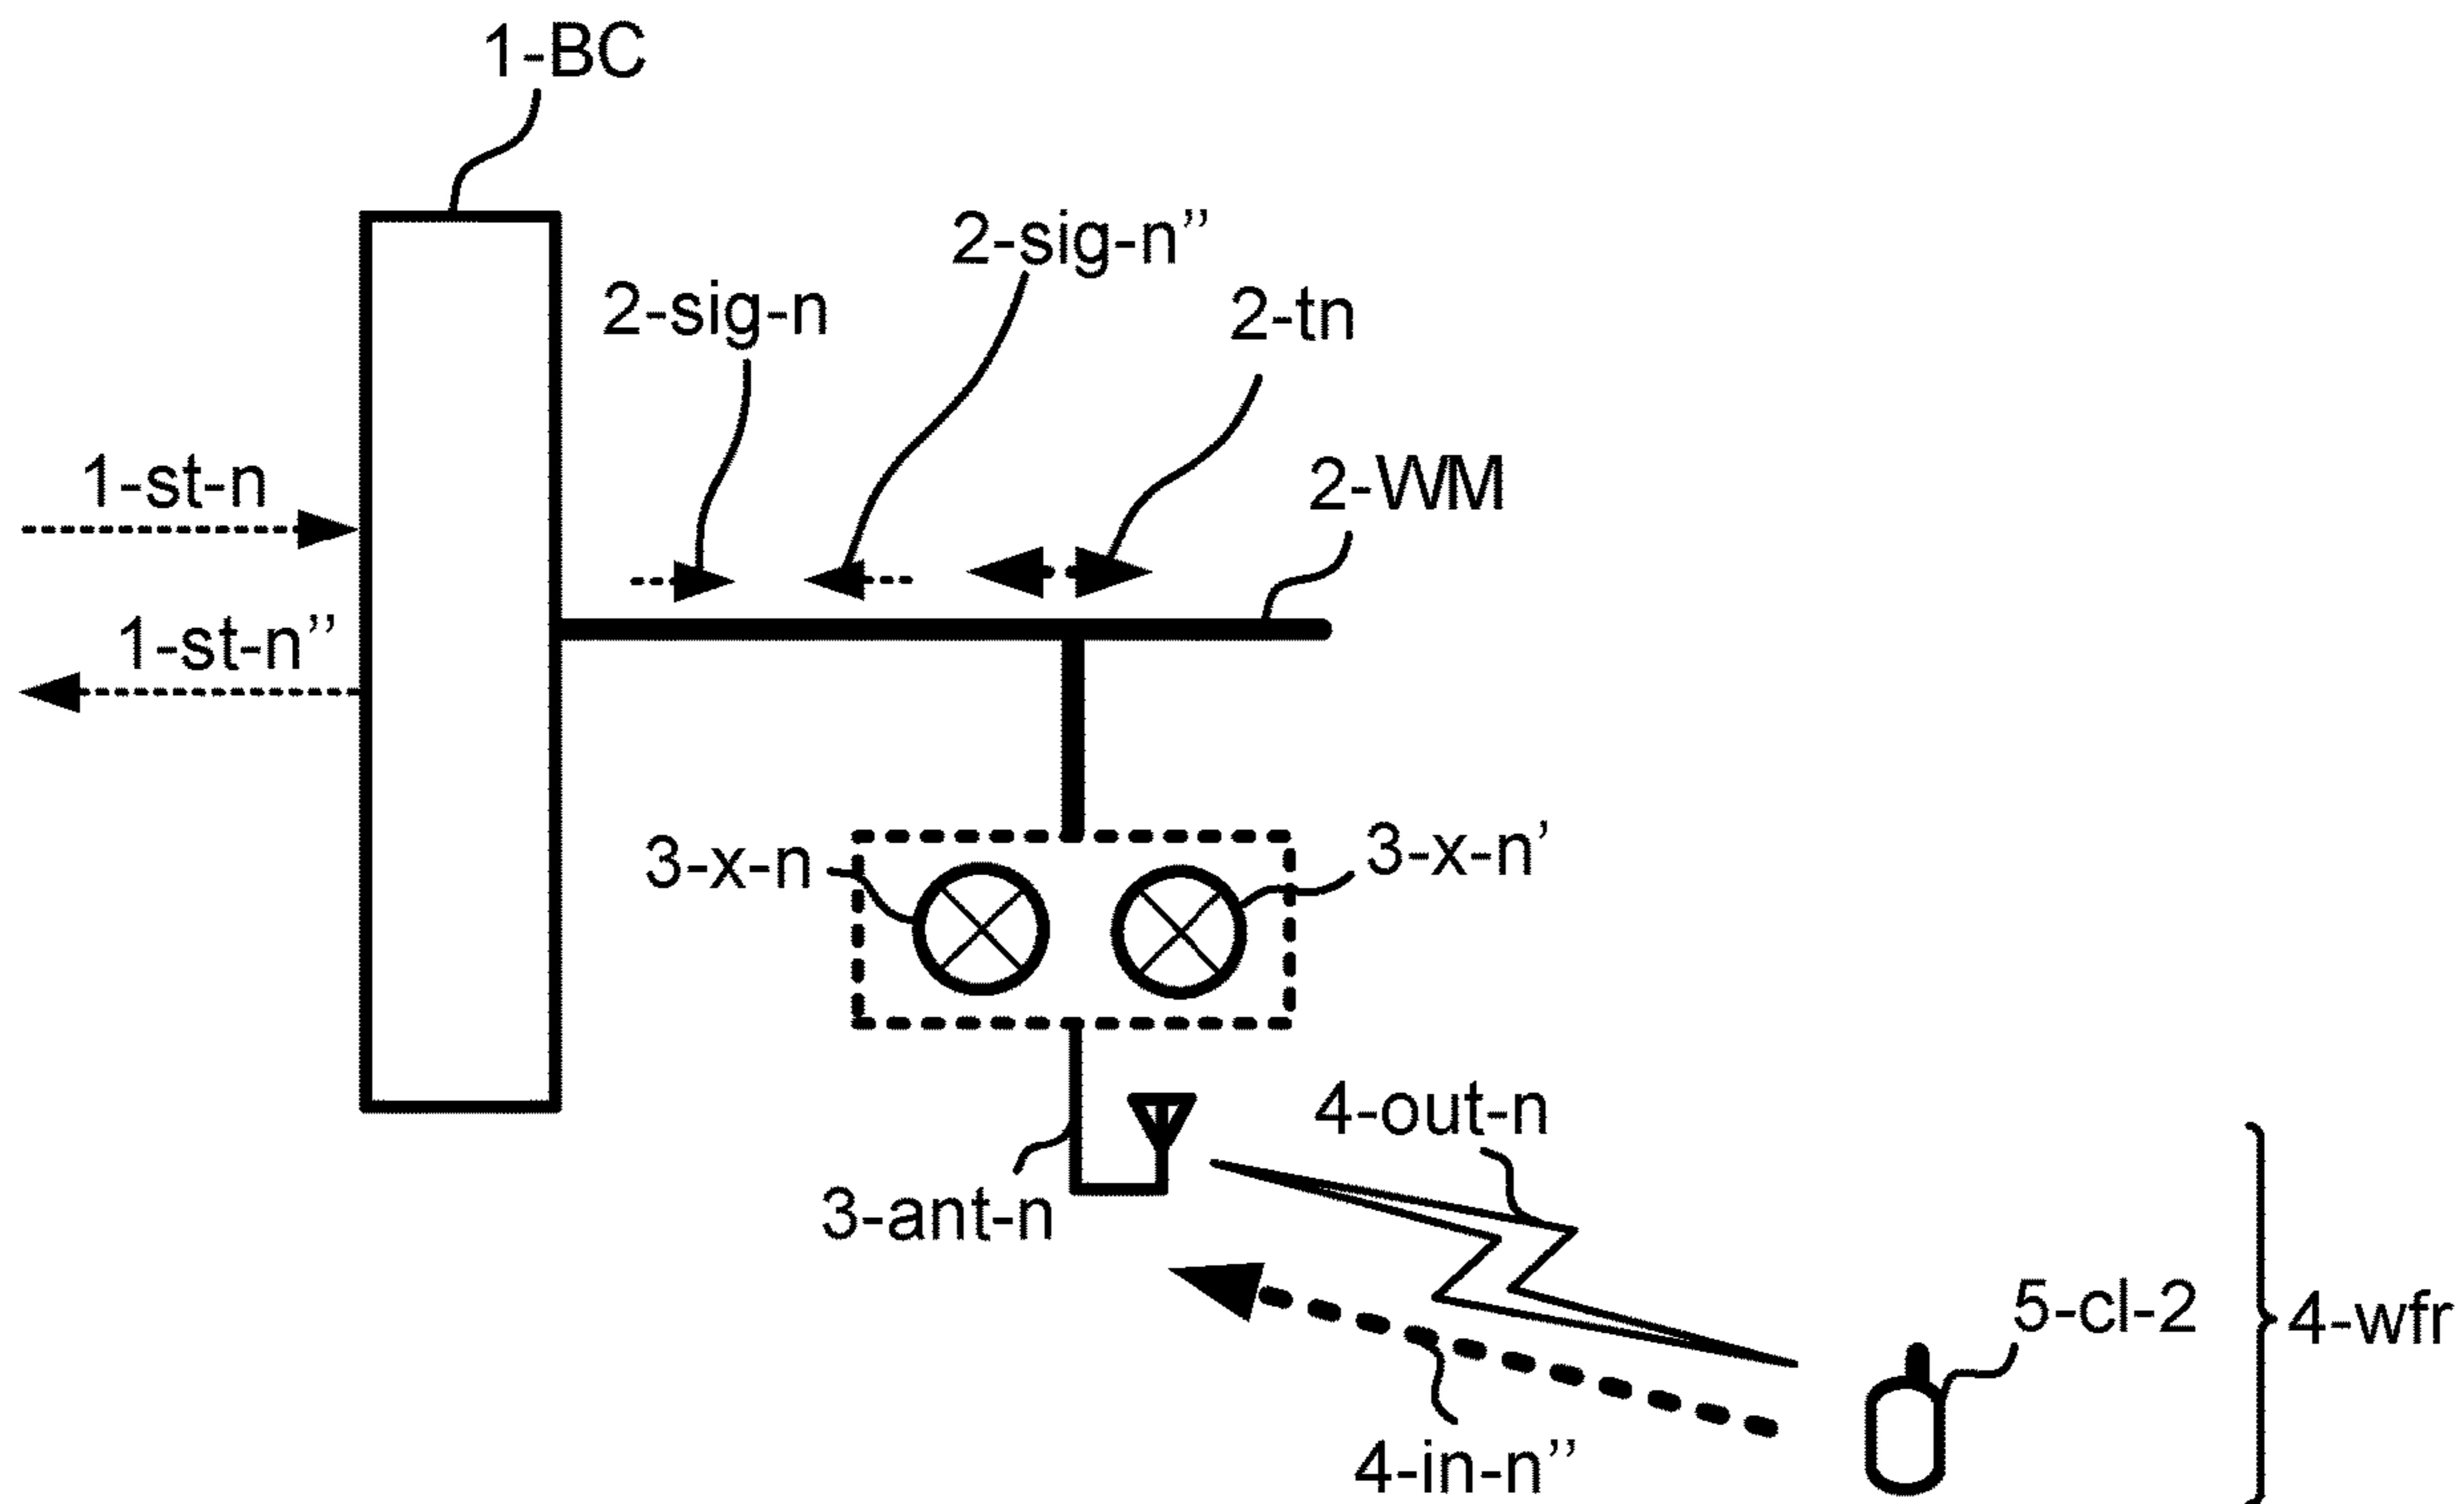 1-BC
2-sig-n’’
2-sig-n
2-tn
1-st-n
2-WM
1-st-n’’
3-x-n
3-x-n’
4-out-n
3-ant-n
5-cl-2
4-wfr
4-in-n’’